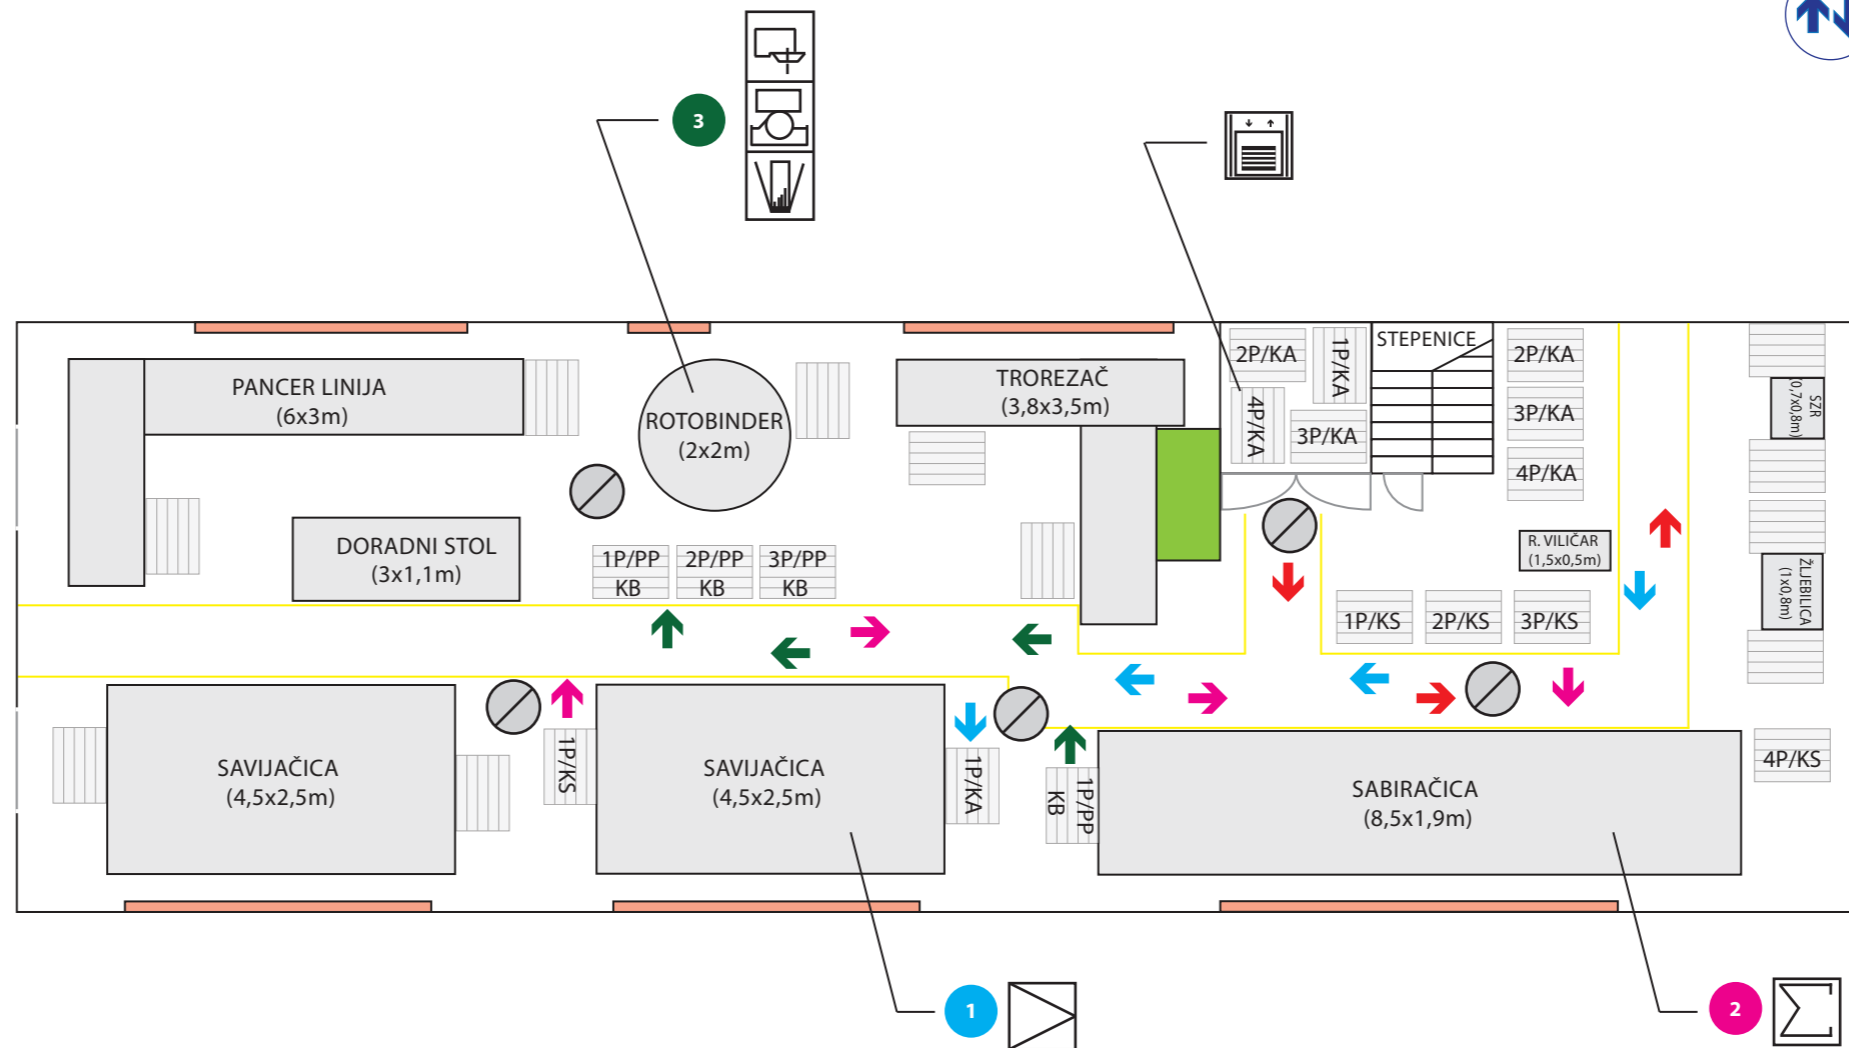 3
PANCER LINIJA
(6x3m)
ROTOBINDER
(2x2m)
TROREZAČ
(3,8x3,5m)
2P/KA
1P/KA
4P/KA
3P/KA
STEPENICE
2P/KA
3P/KA
4P/KA
SZR
(0,7x0,8m)
DORADNI STOL
(3x1,1m)
1P/PP
KB
2P/PP
KB
3P/PP
KB
R. VILIČAR
(1,5x0,5m)
ŽLJEBILICA
(1x0,8m)
1P/KS
2P/KS
3P/KS
SAVIJAČICA
(4,5x2,5m)
1P/KS
SAVIJAČICA
(4,5x2,5m)
1P/KA
1P/PP
KB
SABIRAČICA
(8,5x1,9m)
4P/KS
1
2